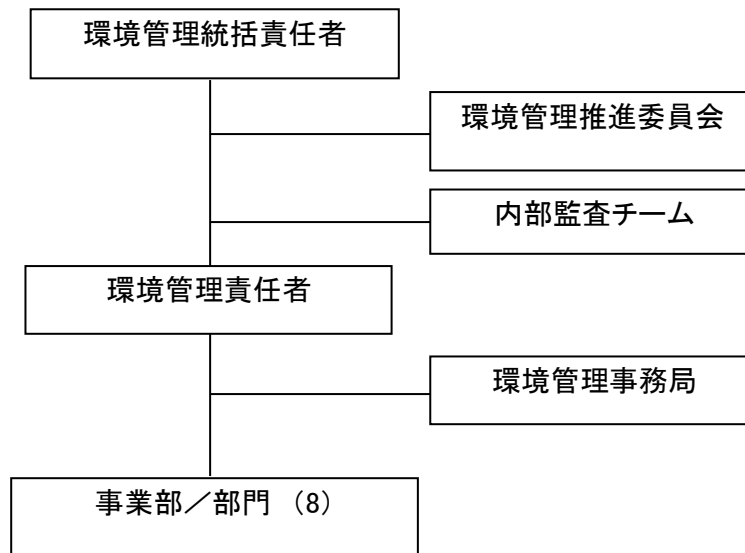 環境管理統括責任者
環境管理推進委員会
内部監査チーム
環境管理責任者
環境管理事務局
事業部／部門 （8）